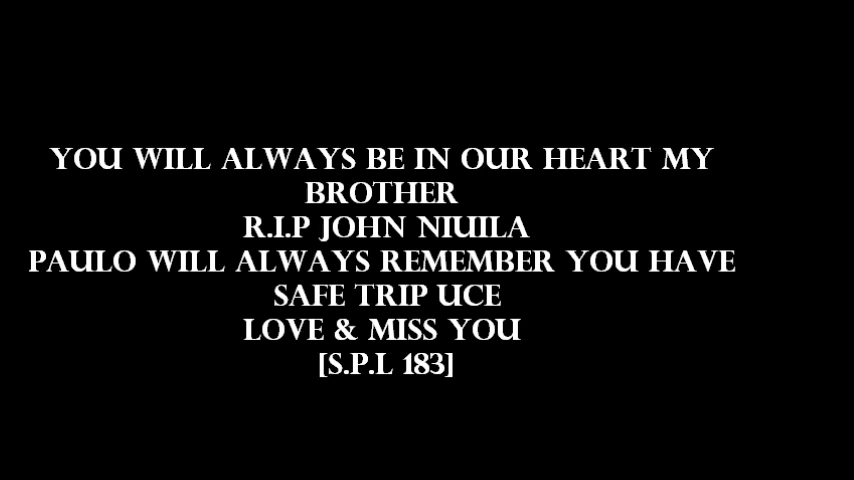 YOU WILL ALWAYS BE IN OUR HEART MY
BROTHER
R.I.P JOHN NIUILA
PAULO WILL ALWAYS REMEMBER YOU HAVE
SAFE TRIP UCE
LOVE & MISS YOU
[S.P.L 183]